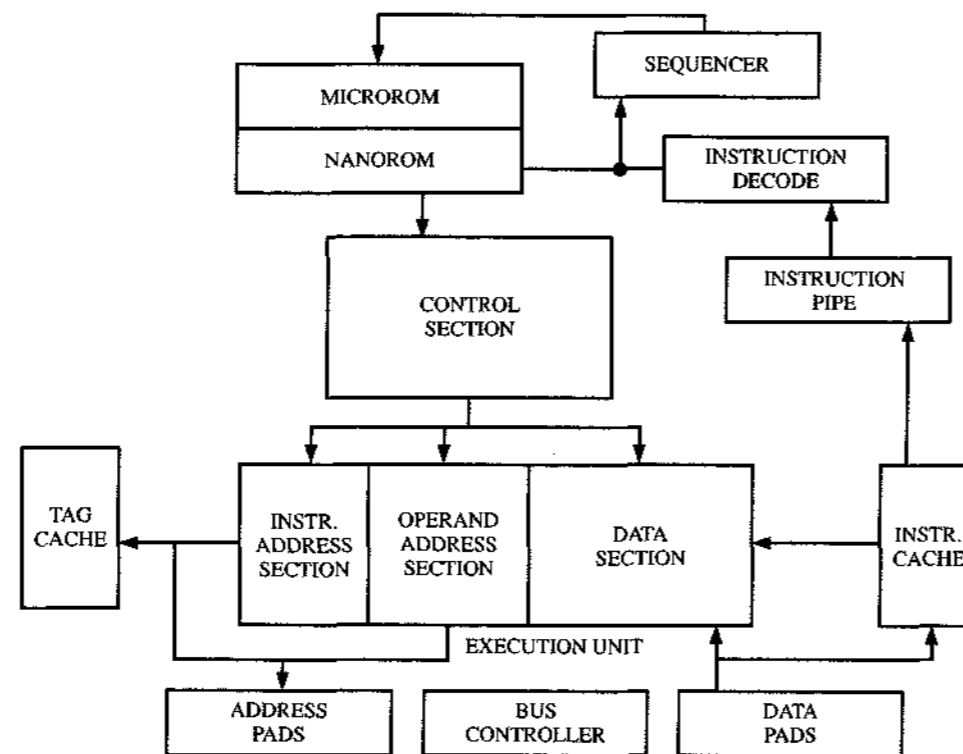 SEQUENCER
MICROROM
NANOROM
INSTRUCTION
DECODE
INSTRUCTION
PIPE
CONTROL
SECTION
TAG
CACHE
INSTR.
ADDRESS
SECTION
OPERAND
ADDRESS
SECTION
DATA
SECTION
INSTR.
CACHE
EXECUTION UNIT
ADDRESS
PADS
BUS
CONTROLLER
DATA
PADS